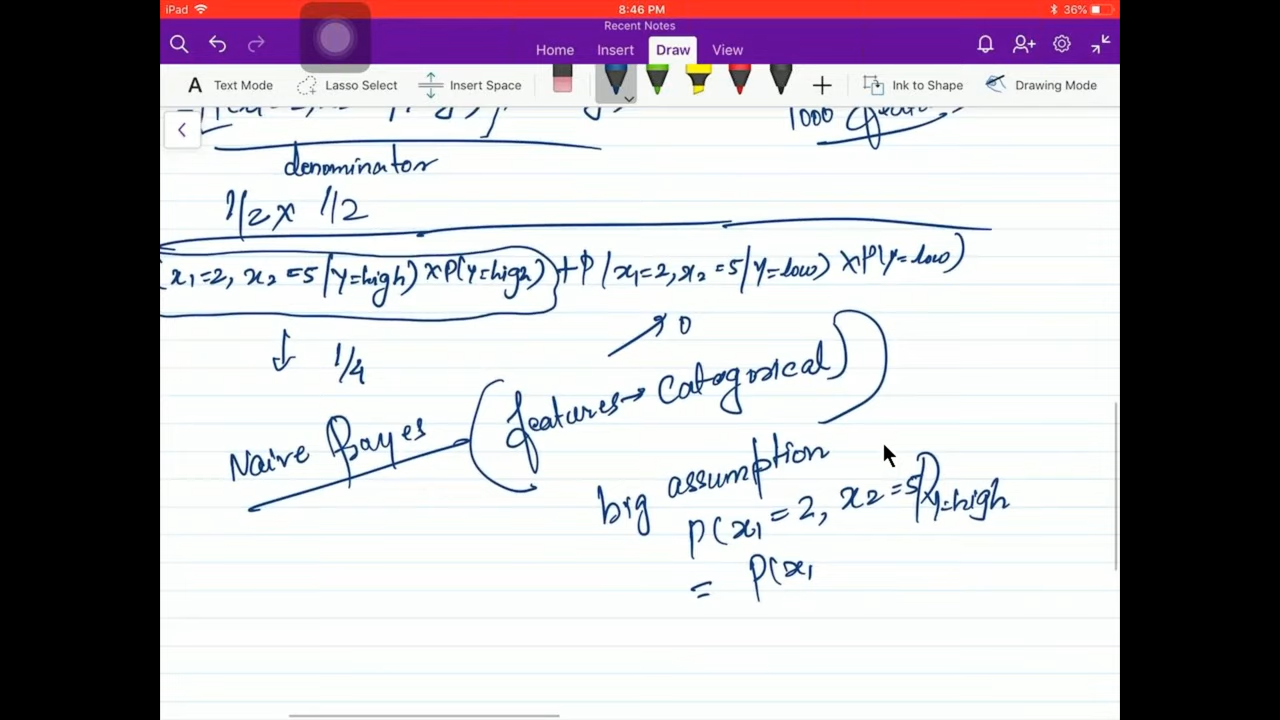 iPad 8:46 PM 36%
Recent Notes
Home Insert Draw View
A Text Mode Lasso Select Insert Space Ink to Shape Drawing Mode
1000
denominator
1/2 x 1/2
x1=2, x2=5/Y=high) x P(Y=high) + P(x1=2, x2=5/Y=low) x P(Y=low)
0
1/4
(features → Catogorical)
Naive Bayes
big assumption
P(x1=2, x2=5/Y=high
= P(x1